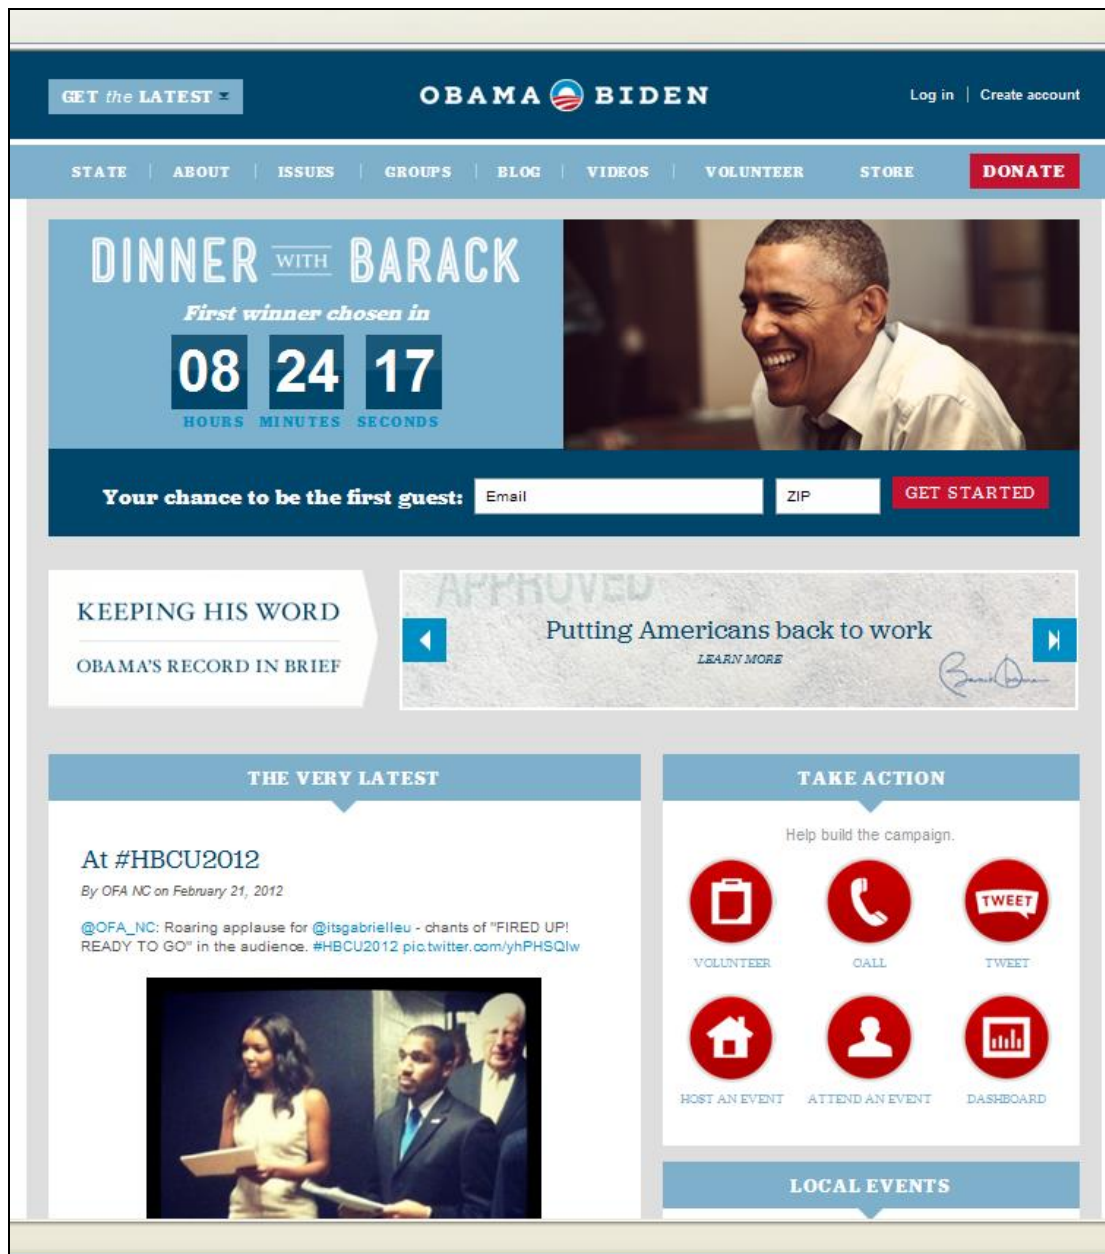 GET the LATEST
OBAMA BIDEN
Log in | Create account
STATE | ABOUT | ISSUES | GROUPS | BLOG | VIDEOS | VOLUNTEER STORE DONATE
DINNER WITH BARACK
First winner chosen in
08 24 17
HOURS MINUTES SECONDS
Your chance to be the first guest: Email ZIP GET STARTED
KEEPING HIS WORD
OBAMA'S RECORD IN BRIEF
APPROVED
Putting Americans back to work
LEARN MORE
THE VERY LATEST
At #HBCU2012
By OFA NC on February 21, 2012
@OFA_NC: Roaring applause for @itsgabrielleu - chants of "FIRED UP!
READY TO GO" in the audience. #HBCU2012 pic.twitter.com/yhPHSQIw
TAKE ACTION
Help build the campaign.
TWEET
VOLUNTEER CALL TWEET
HOST AN EVENT ATTEND AN EVENT DASHBOARD
LOCAL EVENTS